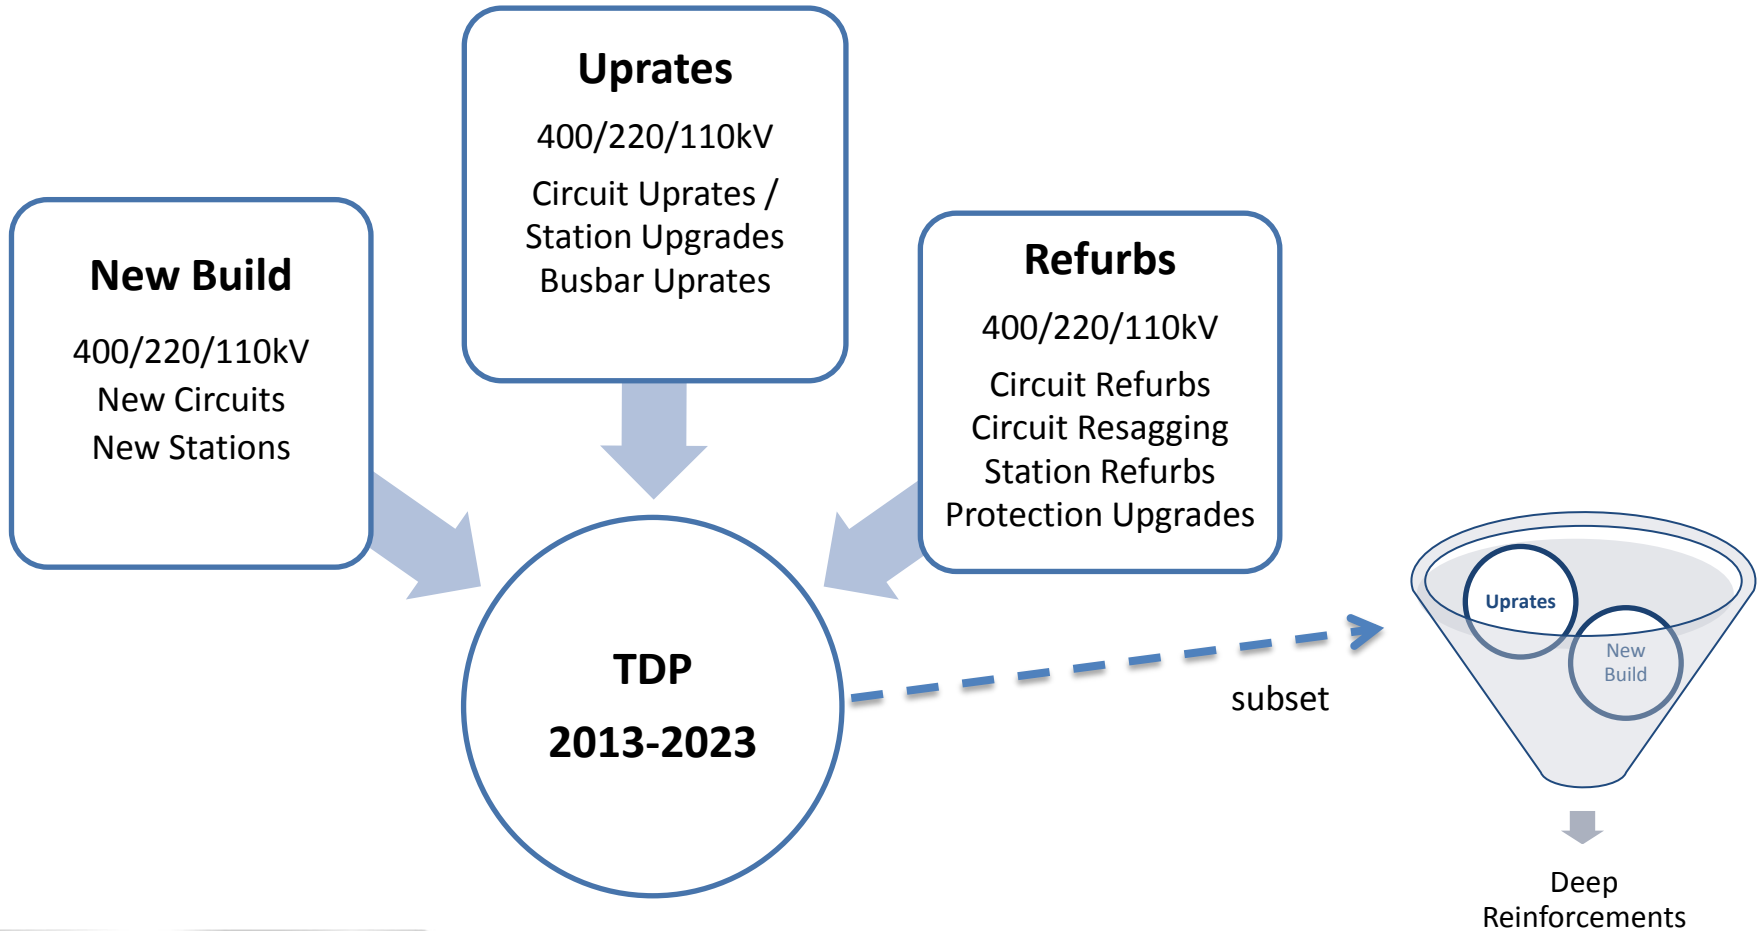 New Build
400/220/110kV
New Circuits
New Stations
Uprates
400/220/110kV
Circuit Uprates /
Station Upgrades
Busbar Uprates
Refurbs
400/220/110kV
Circuit Refurbs
Circuit Resagging
Station Refurbs
Protection Upgrades
TDP
2013-2023
subset
Uprates
New
Build
Deep
Reinforcements